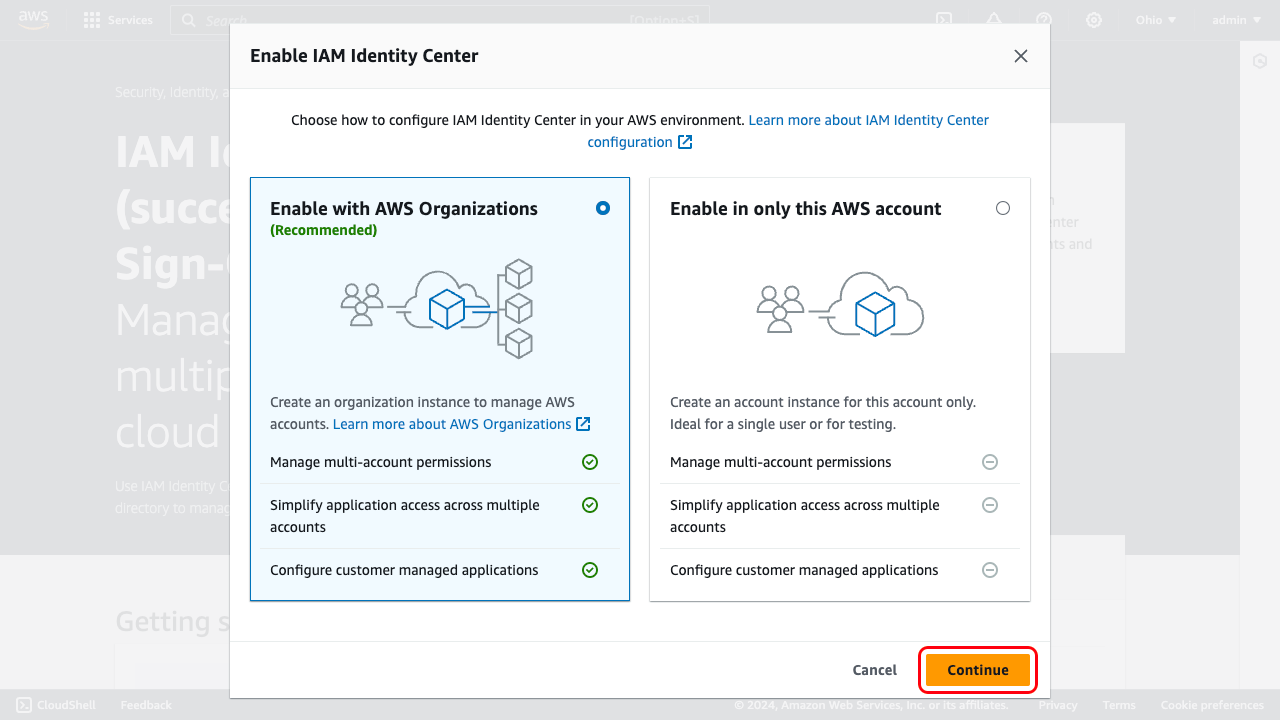 aws
Services
Search
[Option+S]
Ohio
admin
Enable IAM Identity Center
Security, identity, a
IAM Id
(succe
Sign-
Manag
multip
cloud
Use IAM Identity C
directory to manag
Getting s
nter
nts and
Choose how to configure IAM Identity Center in your AWS environment. Learn more about IAM Identity Center
configuration
Enable with AWS Organizations
(Recommended)
Create an organization instance to manage AWS
accounts. Learn more about AWS Organizations
Manage multi-account permissions
Simplify application access across multiple
accounts
Configure customer managed applications
Enable in only this AWS account
Create an account instance for this account only.
Ideal for a single user or for testing.
Manage multi-account permissions
Simplify application access across multiple
accounts
Configure customer managed applications
Cancel
Continue
CloudShell
Feedback
© 2024, Amazon Web Services, Inc. or its affiliates.
Privacy
Terms
Cookie preferences